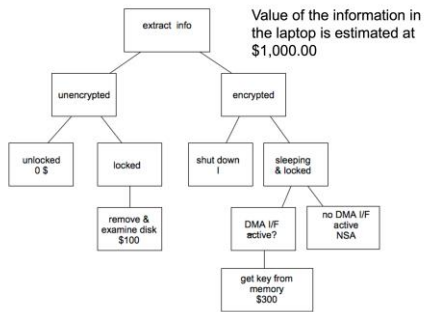 extract info
Value of the information in
the laptop is estimated at
$1,000.00
unencrypted
encrypted
unlocked
0 $
locked
shut down
I
sleeping
& locked
remove &
examine disk
$100
DMA I/F
active?
no DMA I/F
active
NSA
get key from
memory
$300